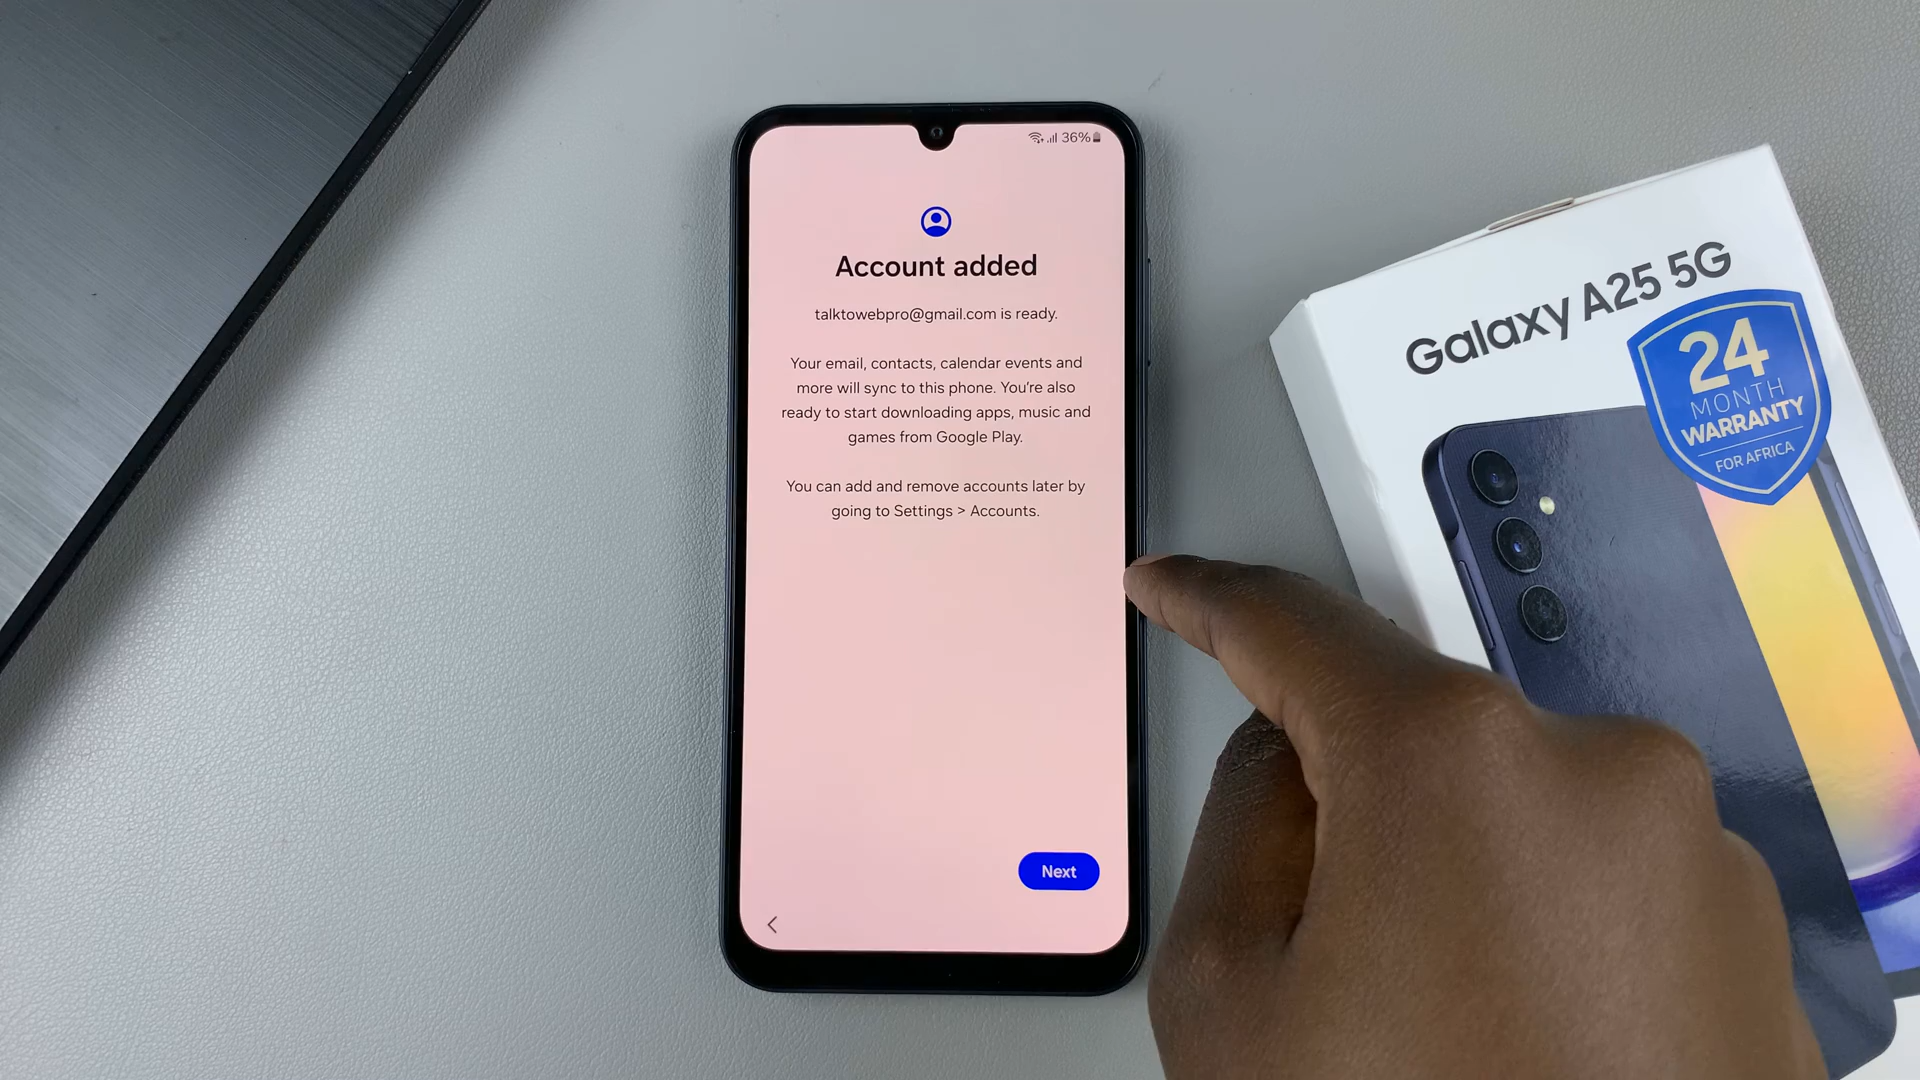 36%
Account added
talktowebpro@gmail.com is ready.
Your email, contacts, calendar events and
more will sync to this phone. You're also
ready to start downloading apps, music and
games from Google Play.
You can add and remove accounts later by
going to Settings > Accounts.
Next
Galaxy A25 5G
24
MONTH
WARRANTY
FOR AFRICA